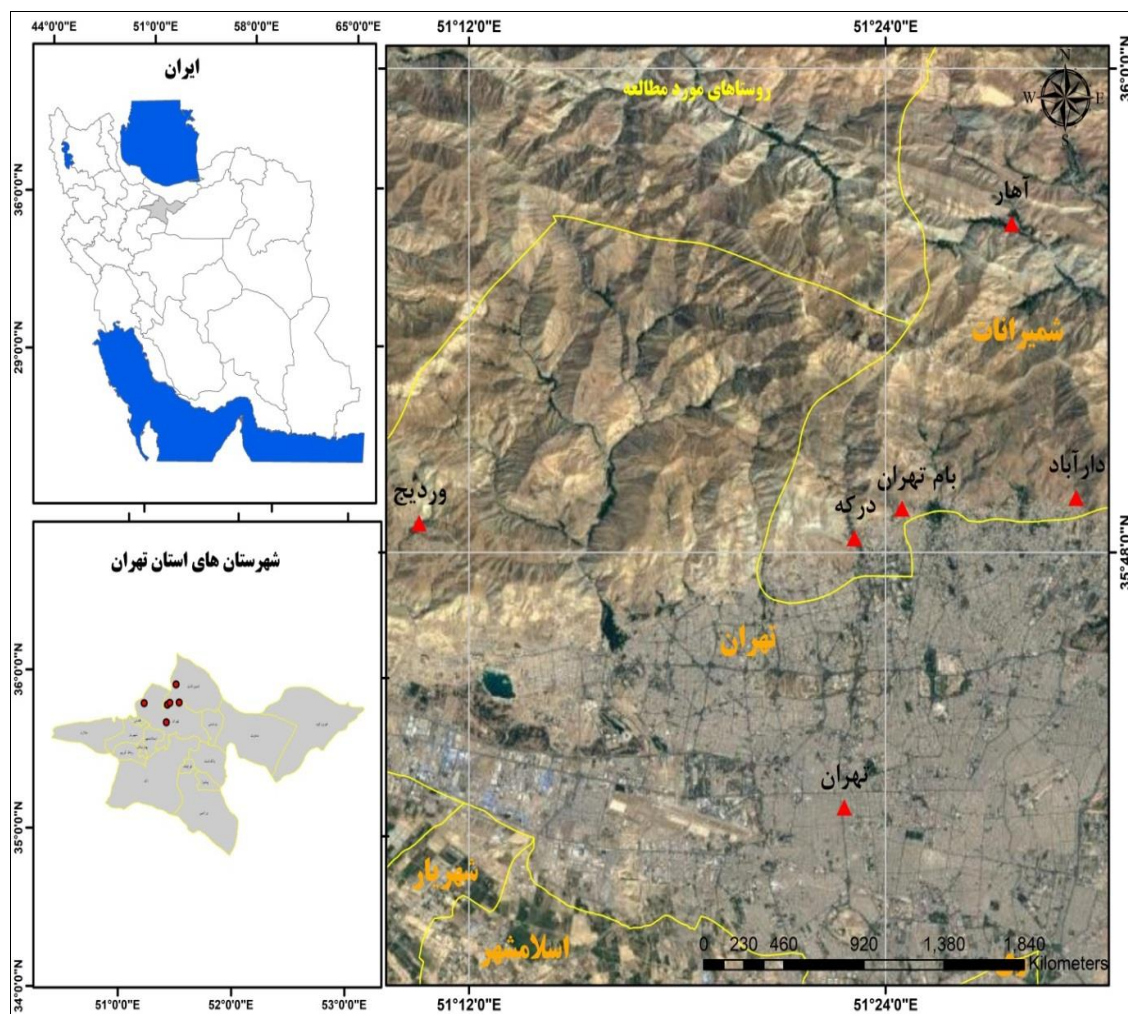 44°0'0"E 51°0'0"E 58°0'0"E 65°0'0"E
ایران
36°0'0"N
29°0'0"N
شهرستان های استان تهران
36°0'0"N
35°0'0"N
34°0'0"N
51°0'0"E 52°0'0"E 53°0'0"E
51°12'0"E 51°24'0"E
روستاهای مورد مطالعه
N
W E
S
36°0'0"N
آهار
شمیرانات
دارآباد
بام تهران
درکه
وردیج
35°48'0"N
تهران
تهران
شهریار
اسلامشهر
ری
0 230 460 920 1,380 1,840
Kilometers
51°12'0"E 51°24'0"E